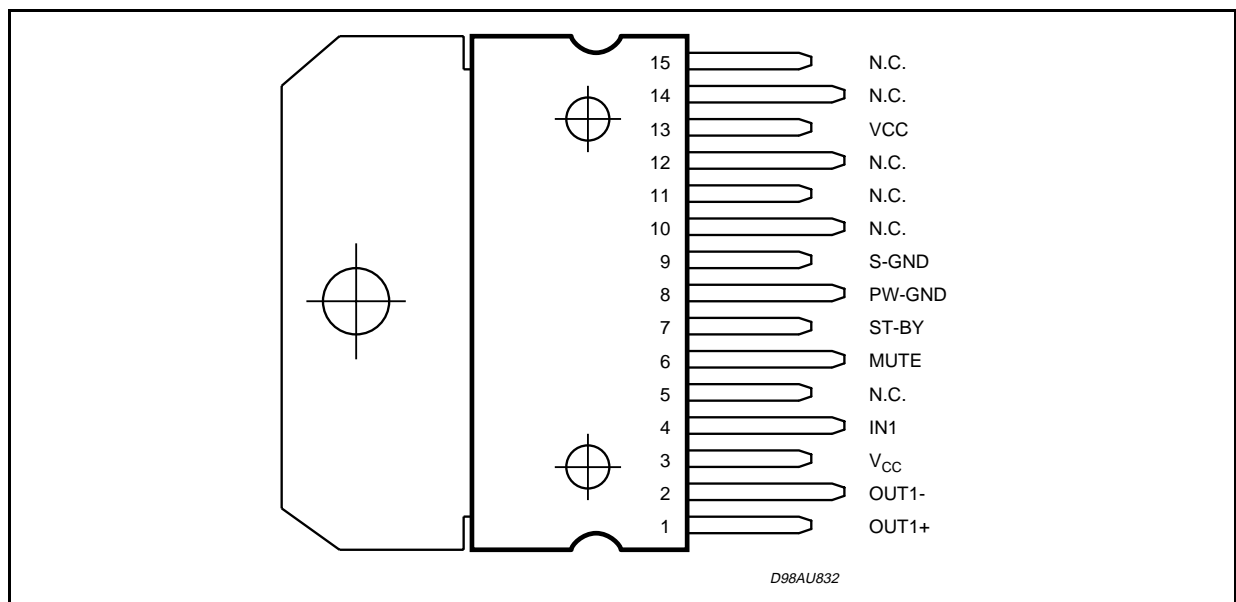 15 N.C.
14 N.C.
13 VCC
12 N.C.
11 N.C.
10 N.C.
9 S-GND
8 PW-GND
7 ST-BY
6 MUTE
5 N.C.
4 IN1
3 VCC
2 OUT1-
1 OUT1+
D98AU832